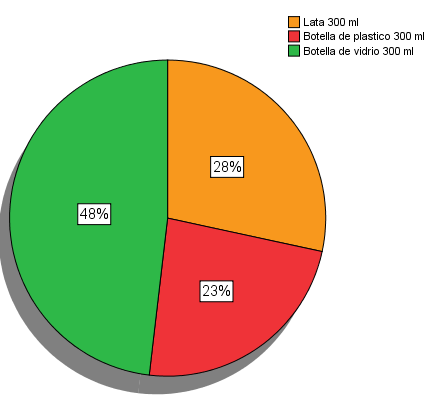 Lata 300 ml
Botella de plastico 300 ml
Botella de vidrio 300 ml
28%
48%
23%